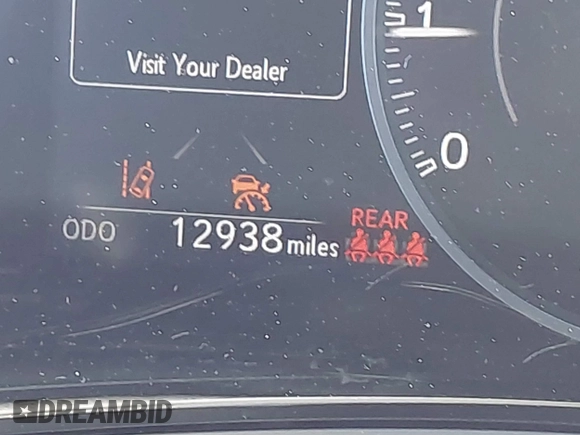 1
Visit Your Dealer
0
REAR
ODO 12938 miles
DREAMBID